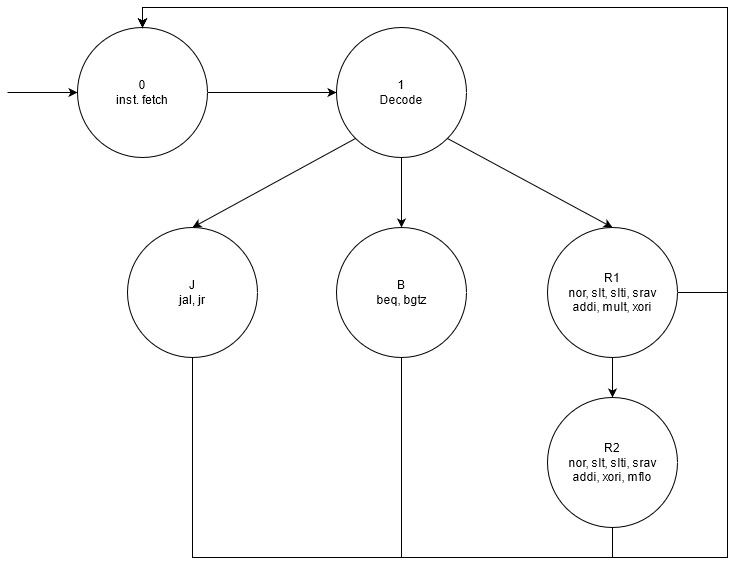 0
inst. fetch
1
Decode
J
jal, jr
B
beq, bgtz
R1
nor, slt, slti, srav
addi, mult, xori
R2
nor, slt, slti, srav
addi, xori, mflo